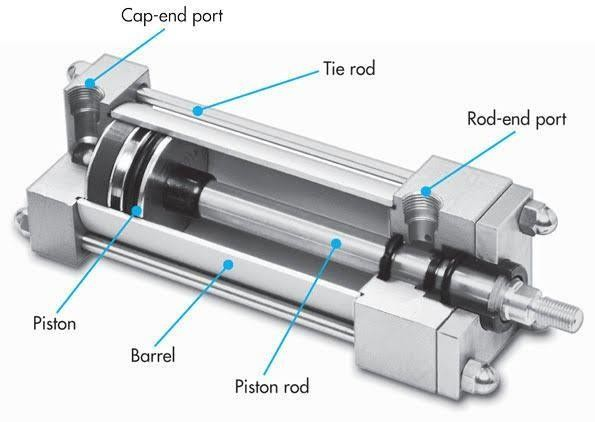 Cap-end port
Tie rod
Rod-end port
Piston
Barrel
Piston rod